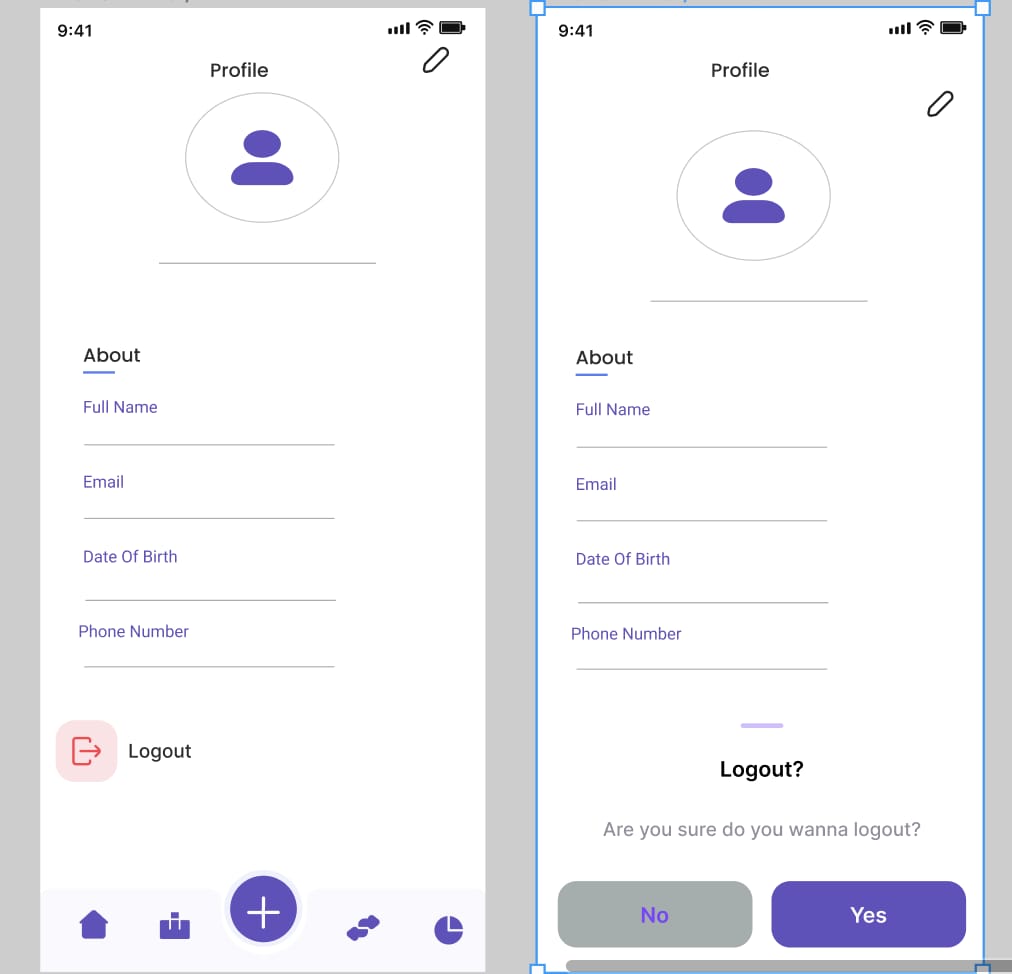 9:41
Profile
About
Full Name
Email
Date Of Birth
Phone Number
Logout
9:41
Profile
About
Full Name
Email
Date Of Birth
Phone Number
Logout?
Are you sure do you wanna logout?
No
Yes